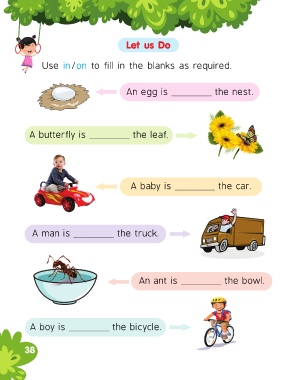 Let us Do
Use in/on to fill in the blanks as required.
An egg is ________ the nest.
A butterfly is ________ the leaf.
A baby is ________ the car.
A man is ________ the truck.
An ant is ________ the bowl.
A boy is ________ the bicycle.
38